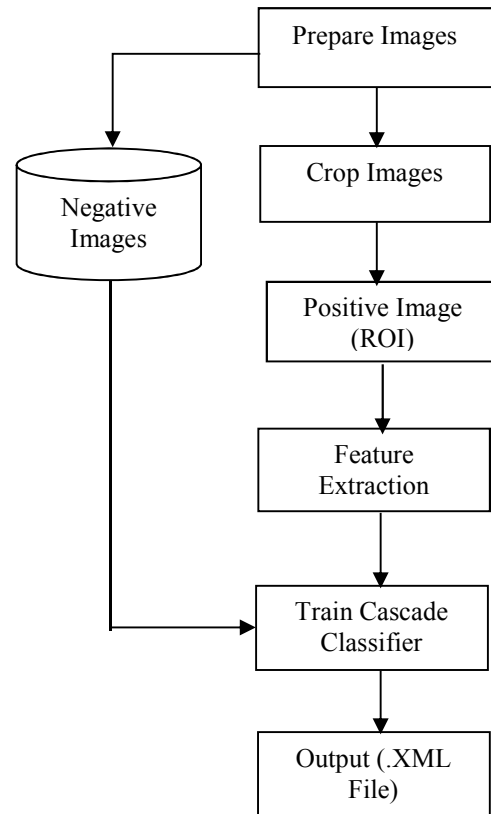 Prepare Images
Crop Images
Negative
Images
Positive Image
(ROI)
Feature
Extraction
Train Cascade
Classifier
Output (.XML
File)